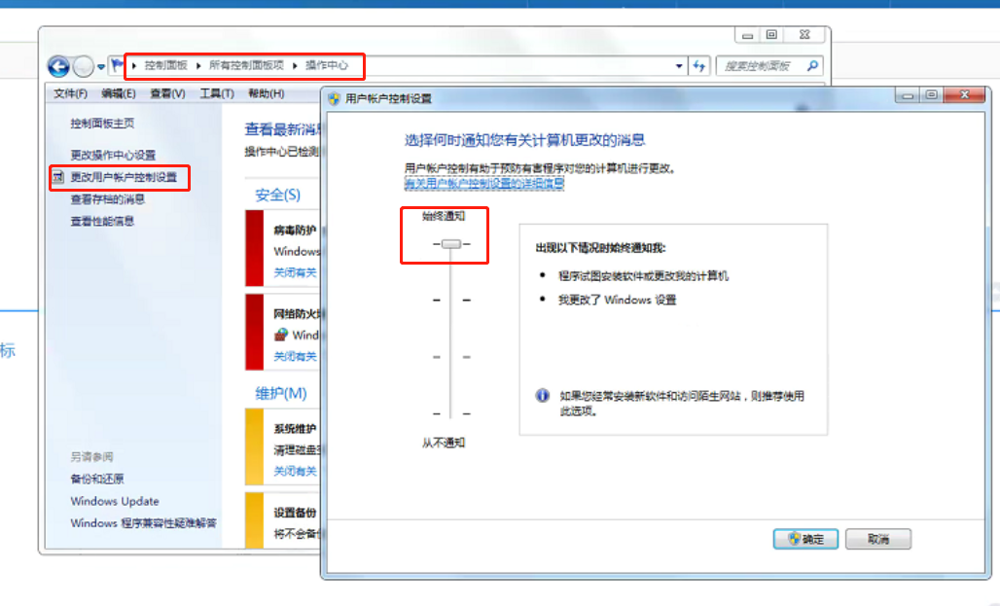 控制面板 ▸ 所有控制面板项 ▸ 操作中心
搜索控制面板
文件(F) 编辑(E) 查看(V) 工具(T) 帮助(H)
控制面板主页
更改操作中心设置
更改用户帐户控制设置
查看存档的消息
查看性能信息
另请参阅
备份和还原
Windows Update
Windows 程序兼容性疑难解答
查看最新消息
操作中心已检测
安全(S)
病毒防护
Windows
关闭有关
网络防火墙
Wind
关闭有关
维护(M)
系统维护
清理磁盘空
关闭有关
设置备份
将不会备份
用户帐户控制设置
选择何时通知您有关计算机更改的消息
用户帐户控制有助于预防有害程序对您的计算机进行更改。
有关用户帐户控制设置的详细信息
始终通知
从不通知
出现以下情况时始终通知我:
• 程序试图安装软件或更改我的计算机
• 我更改了 Windows 设置
如果您经常安装新软件和访问陌生网站，则推荐使用
此选项。
确定
取消
标